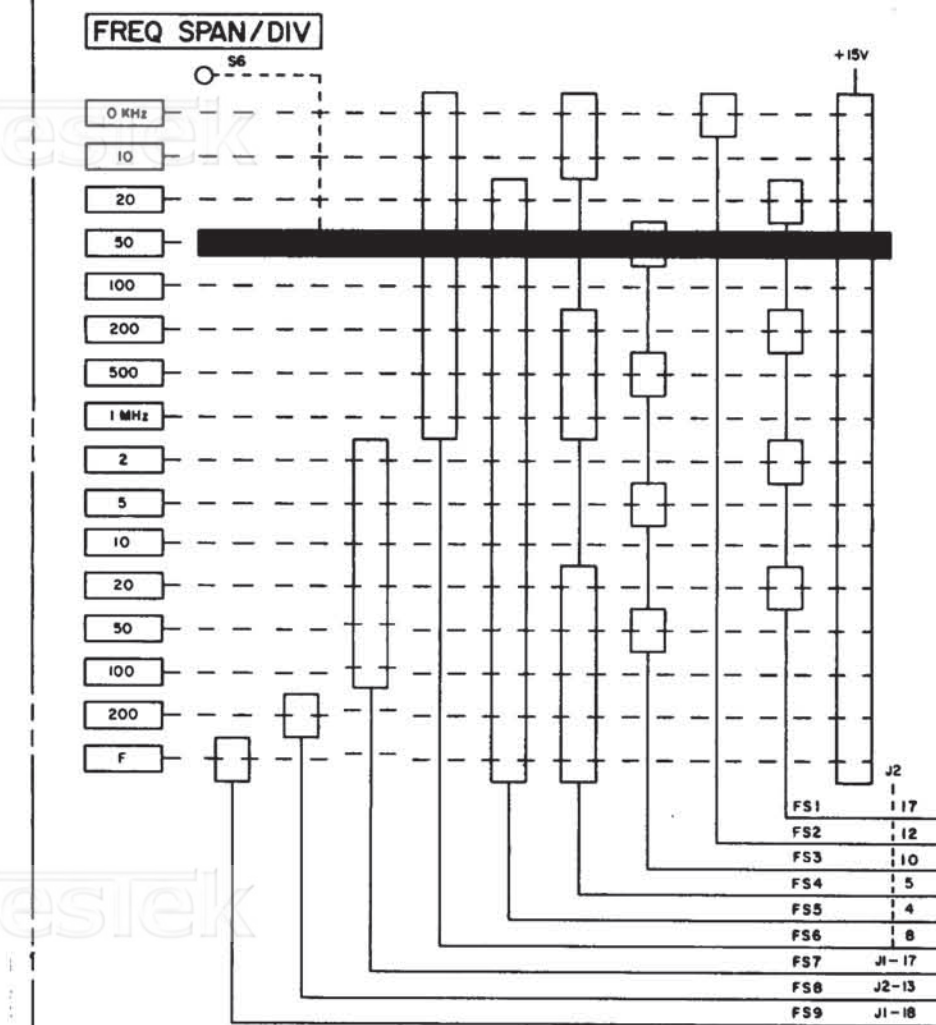 FREQ SPAN/DIV
S6
+15V
0 KHz
10
20
50
100
200
500
1 MHz
2
5
10
20
50
100
200
F
J2
FS1 17
FS2 12
FS3 10
FS4 5
FS5 4
FS6 8
FS7 J1-17
FS8 J2-13
FS9 J1-18